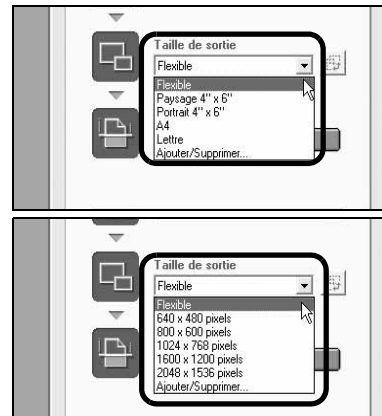 Taille de sortie
Flexible
Flexible
Paysage 4" x 6"
Portrait 4" x 6"
A4
Lettre
Ajouter/Supprimer...
Taille de sortie
Flexible
Flexible
640 x 480 pixels
800 x 600 pixels
1024 x 768 pixels
1600 x 1200 pixels
2048 x 1536 pixels
Ajouter/Supprimer...